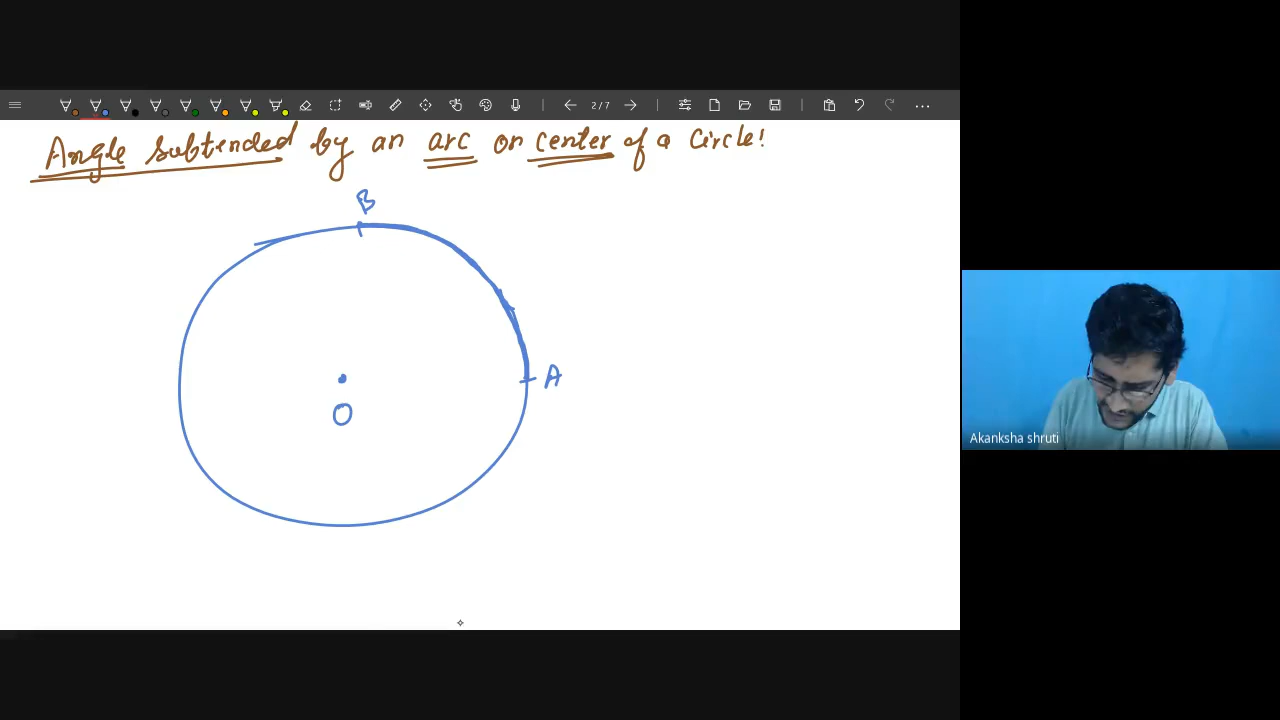 2/7
Angle subtended by an arc on center of a circle!
B
A
O
Akanksha shruti